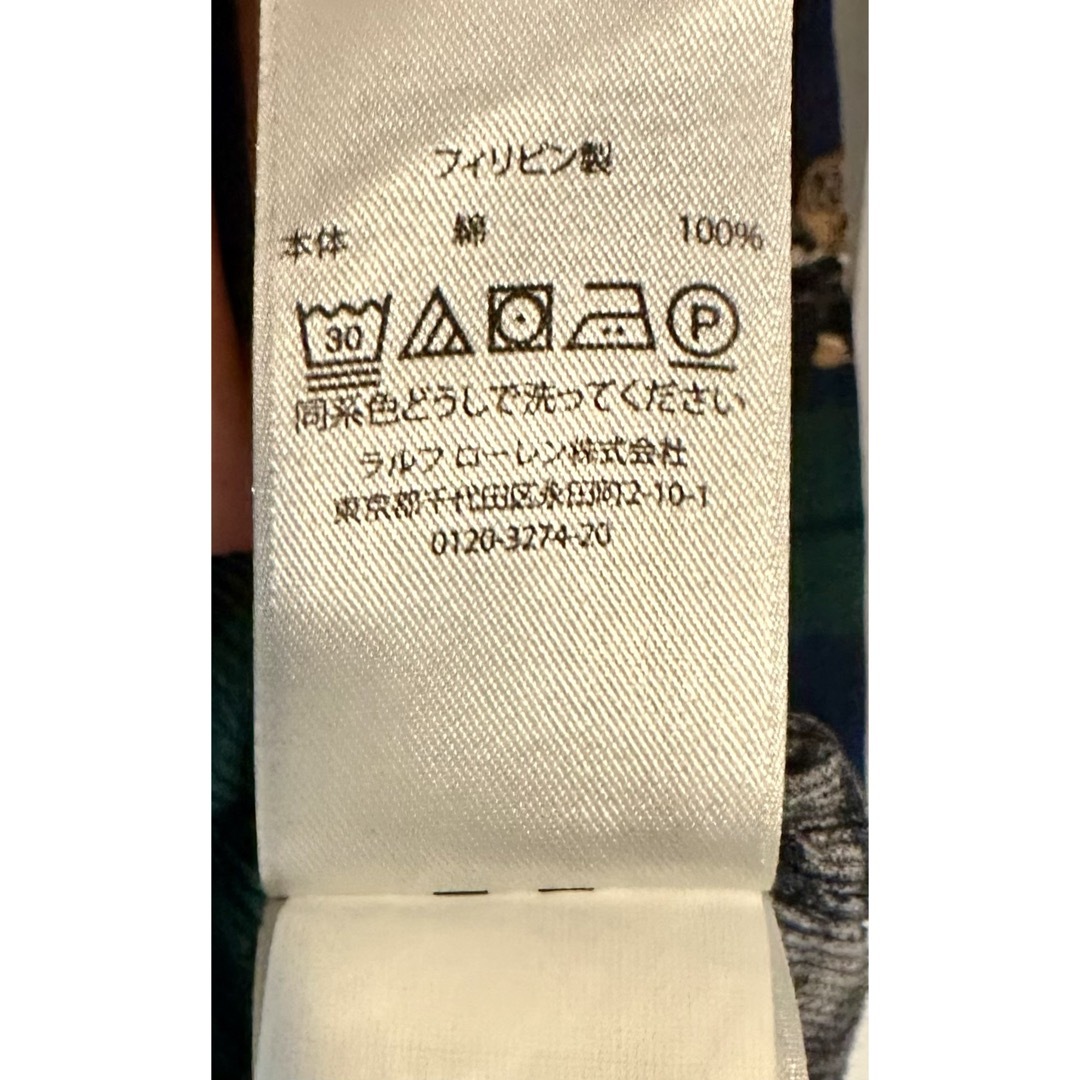 フィリピン製
本体 綿 100%
30 P
同系色どうしで洗ってください
ラルフ ローレン株式会社
東京都千代田区永田町2-10-1
0120-3274-20